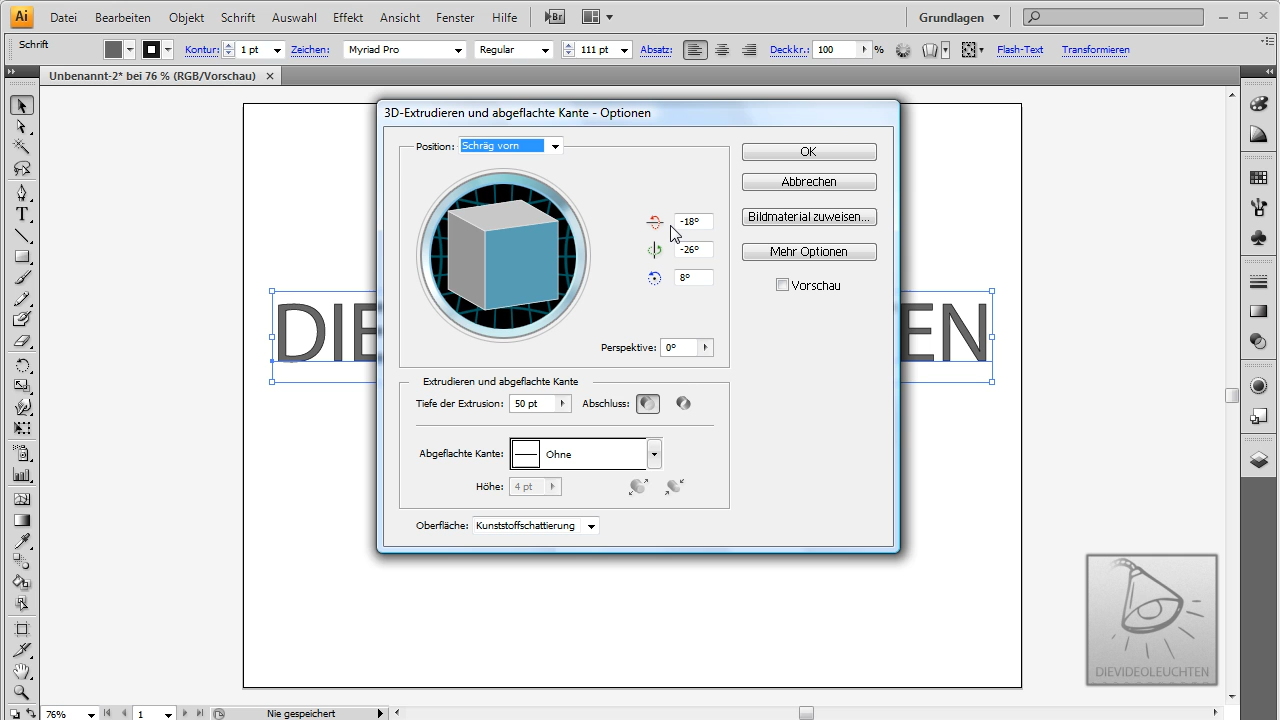 Ai Datei Bearbeiten Objekt Schrift Auswahl Effekt Ansicht Fenster Hilfe Br Grundlagen
Schrift Kontur: 1 pt Zeichen: Myriad Pro Regular 111 pt Absatz: Deckkr.: 100 % Flash-Text Transformieren
Unbenannt-2* bei 76 % (RGB/Vorschau)
3D-Extrudieren und abgeflachte Kante - Optionen
Position: Schräg vorn
OK
Abbrechen
Bildmaterial zuweisen...
Mehr Optionen
Vorschau
-18°
-26°
8°
Perspektive: 0°
DIE EN
Extrudieren und abgeflachte Kante
Tiefe der Extrusion: 50 pt Abschluss:
Abgeflachte Kante: Ohne
Höhe: 4 pt
Oberfläche: Kunststoffschattierung
DIEVIDEOLEUCHTEN
76% 1 Nie gespeichert